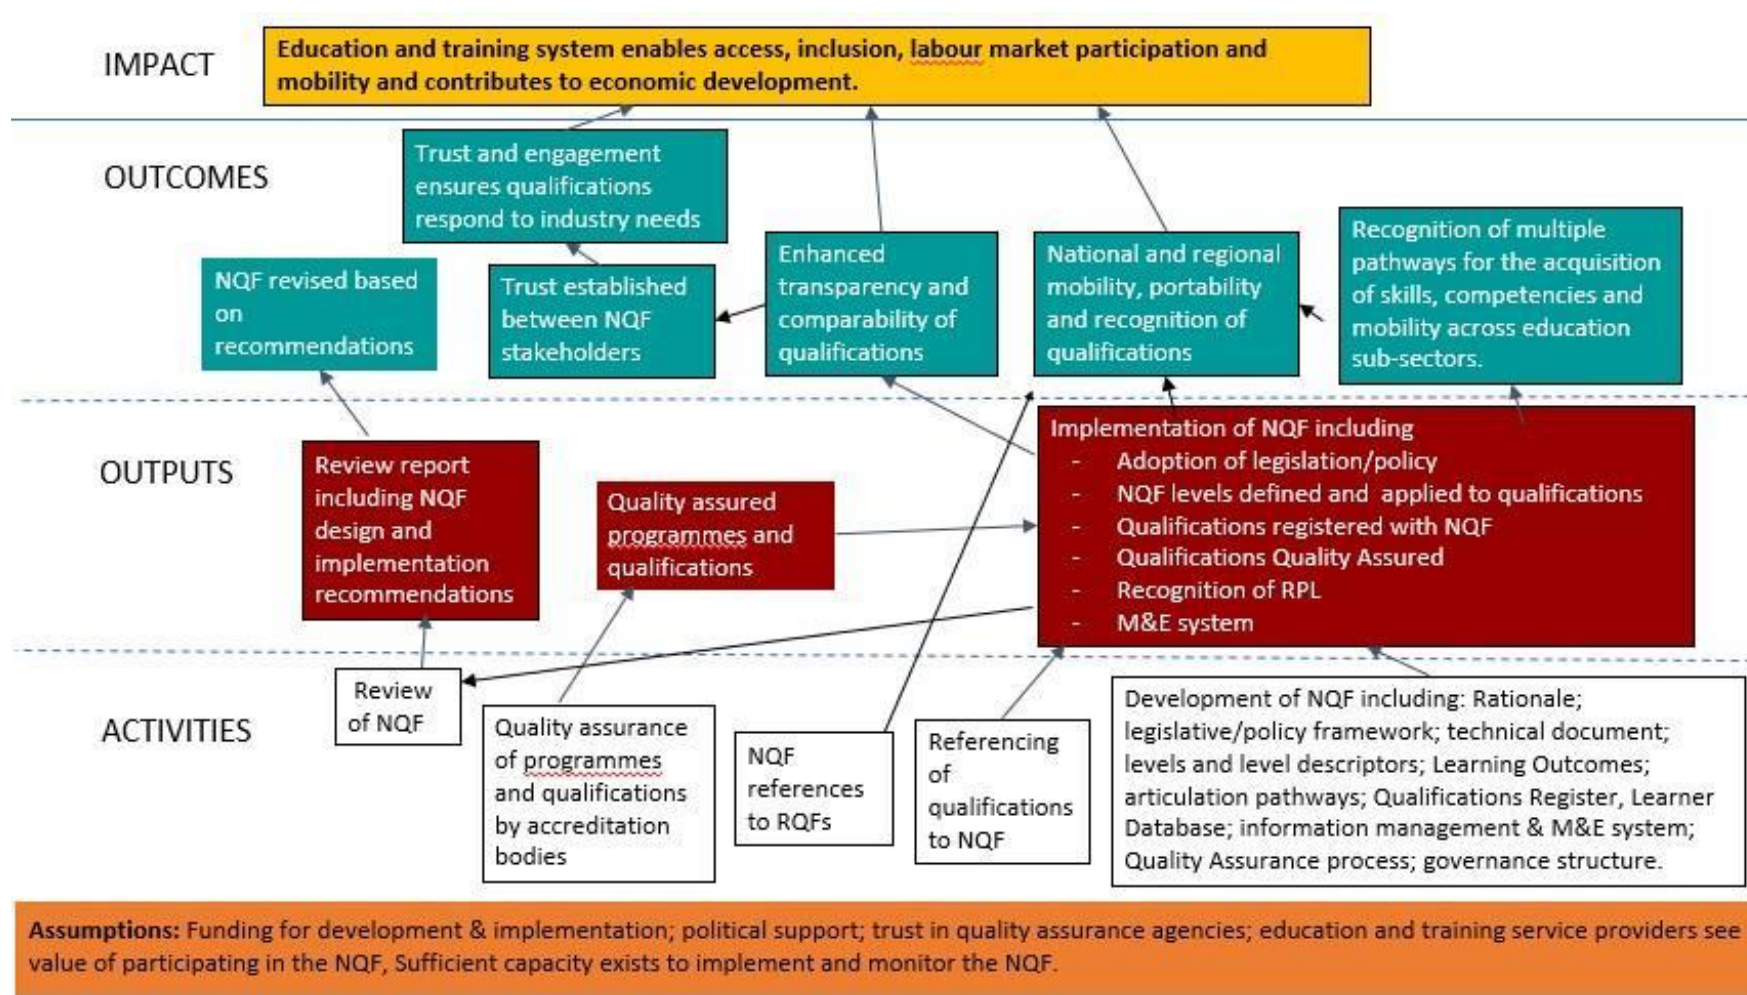 IMPACT
Education and training system enables access, inclusion, labour market participation and
mobility and contributes to economic development.
OUTCOMES
Trust and engagement
ensures qualifications
respond to industry needs
NQF revised based
on
recommendations
Trust established
between NQF
stakeholders
Enhanced
transparency and
comparability of
qualifications
National and regional
mobility, portability
and recognition of
qualifications
Recognition of multiple
pathways for the acquisition
of skills, competencies and
mobility across education
sub-sectors.
OUTPUTS
Review report
including NQF
design and
implementation
recommendations
Quality assured
programmes and
qualifications
Implementation of NQF including
- Adoption of legislation/policy
- NQF levels defined and applied to qualifications
- Qualifications registered with NQF
- Qualifications Quality Assured
- Recognition of RPL
- M&E system
ACTIVITIES
Review
of NQF
Quality assurance
of programmes
and qualifications
by accreditation
bodies
NQF
references
to RQFs
Referencing
of
qualifications
to NQF
Development of NQF including: Rationale;
legislative/policy framework; technical document;
levels and level descriptors; Learning Outcomes;
articulation pathways; Qualifications Register, Learner
Database; information management & M&E system;
Quality Assurance process; governance structure.
Assumptions: Funding for development & implementation; political support; trust in quality assurance agencies; education and training service providers see
value of participating in the NQF, Sufficient capacity exists to implement and monitor the NQF.